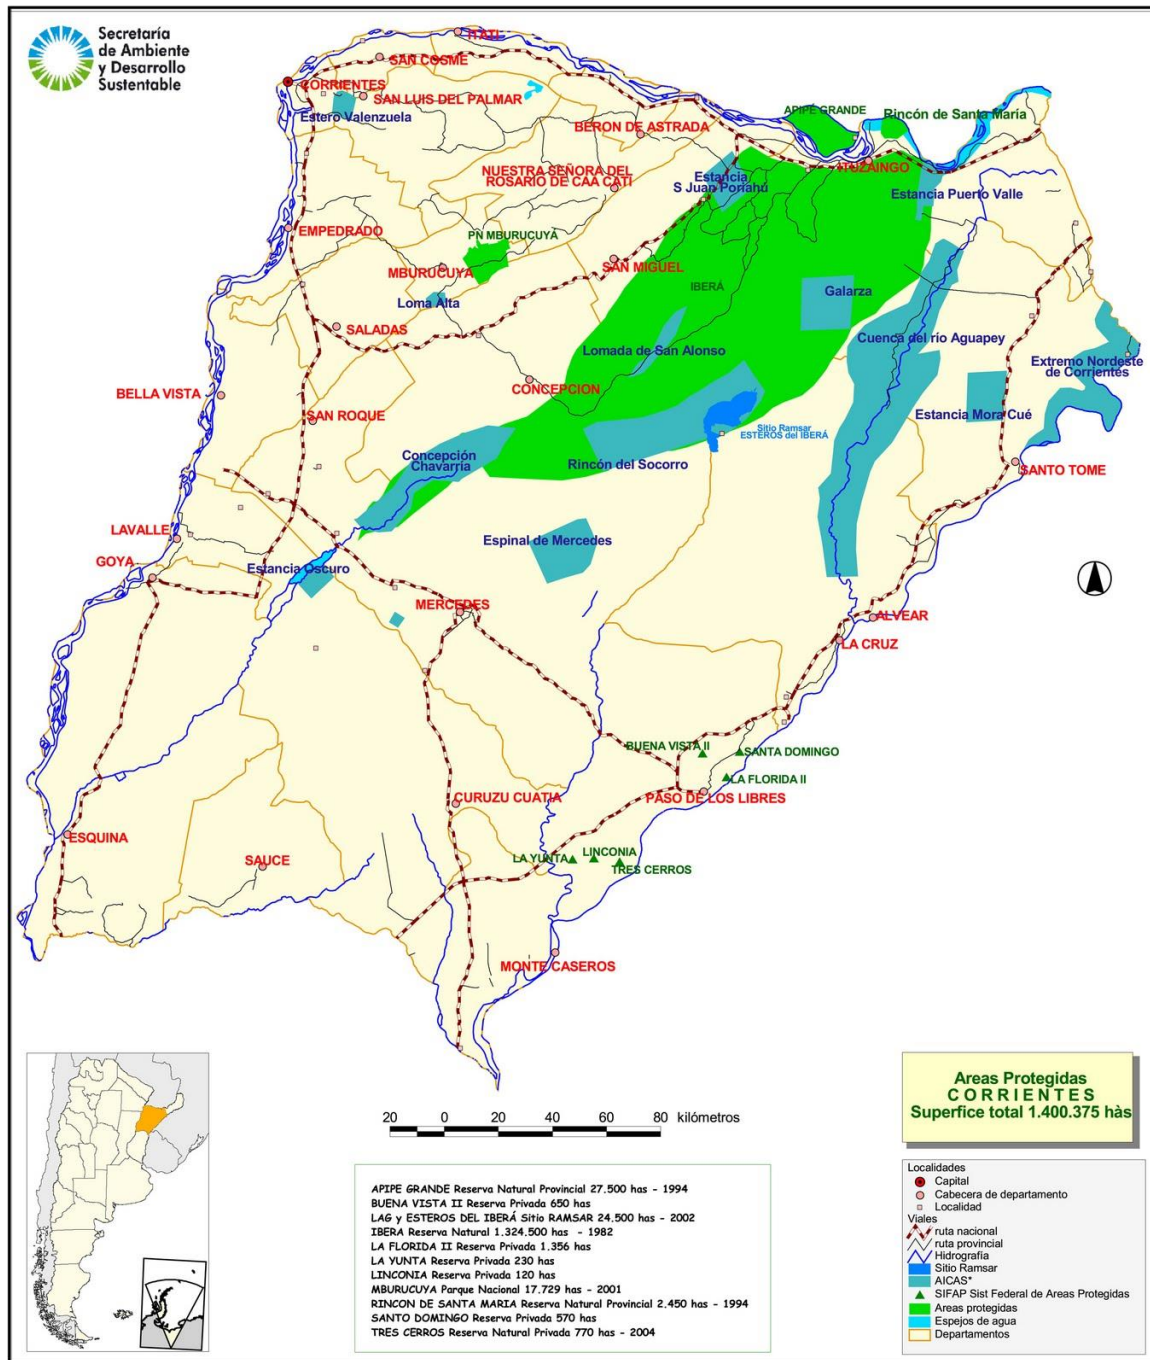 Secretaría
de Ambiente
y Desarrollo
Sustentable
ITATI
SAN COSME
CORRIENTES
SAN LUIS DEL PALMAR
Estero Valenzuela
BERON DE ASTRADA
APIPÉ GRANDE
Rincón de Santa María
NUESTRA SEÑORA DEL
ROSARIO DE CAA CATI
Estancia
S Juan Poriahú
ITUZAINGO
Estancia Puerto Valle
EMPEDRADO
PN MBURUCUYÁ
MBURUCUYA
SAN MIGUEL
IBERÁ
Galarza
Loma Alta
SALADAS
Cuenca del río Aguapey
Lomada de San Alonso
Extremo Nordeste
de Corrientes
BELLA VISTA
CONCEPCION
SAN ROQUE
Estancia Mora Cué
Sitio Ramsar
ESTEROS del IBERÁ
Concepción
Chavarría
Rincón del Socorro
SANTO TOME
LAVALLE
Espinal de Mercedes
GOYA
Estancia Oscuro
MERCEDES
ALVEAR
LA CRUZ
BUENA VISTA II
SANTA DOMINGO
LA FLORIDA II
PASO DE LOS LIBRES
CURUZU CUATIA
ESQUINA
SAUCE
LA YUNTA
LINCONIA
TRES CERROS
MONTE CASEROS
20 0 20 40 60 80 kilómetros
Areas Protegidas
CORRIENTES
Superfice total 1.400.375 hàs
APIPE GRANDE Reserva Natural Provincial 27.500 has - 1994
BUENA VISTA II Reserva Privada 650 has
LAG y ESTEROS DEL IBERÁ Sitio RAMSAR 24.500 has - 2002
IBERA Reserva Natural 1.324.500 has - 1982
LA FLORIDA II Reserva Privada 1.356 has
LA YUNTA Reserva Privada 230 has
LINCONIA Reserva Privada 120 has
MBURUCUYA Parque Nacional 17.729 has - 2001
RINCON DE SANTA MARIA Reserva Natural Provincial 2.450 has - 1994
SANTO DOMINGO Reserva Privada 570 has
TRES CERROS Reserva Natural Privada 770 has - 2004
Localidades
Capital
Cabecera de departamento
Localidad
Viales
ruta nacional
ruta provincial
Hidrografía
Sitio Ramsar
AICAS*
SIFAP Sist Federal de Areas Protegidas
Areas protegidas
Espejos de agua
Departamentos